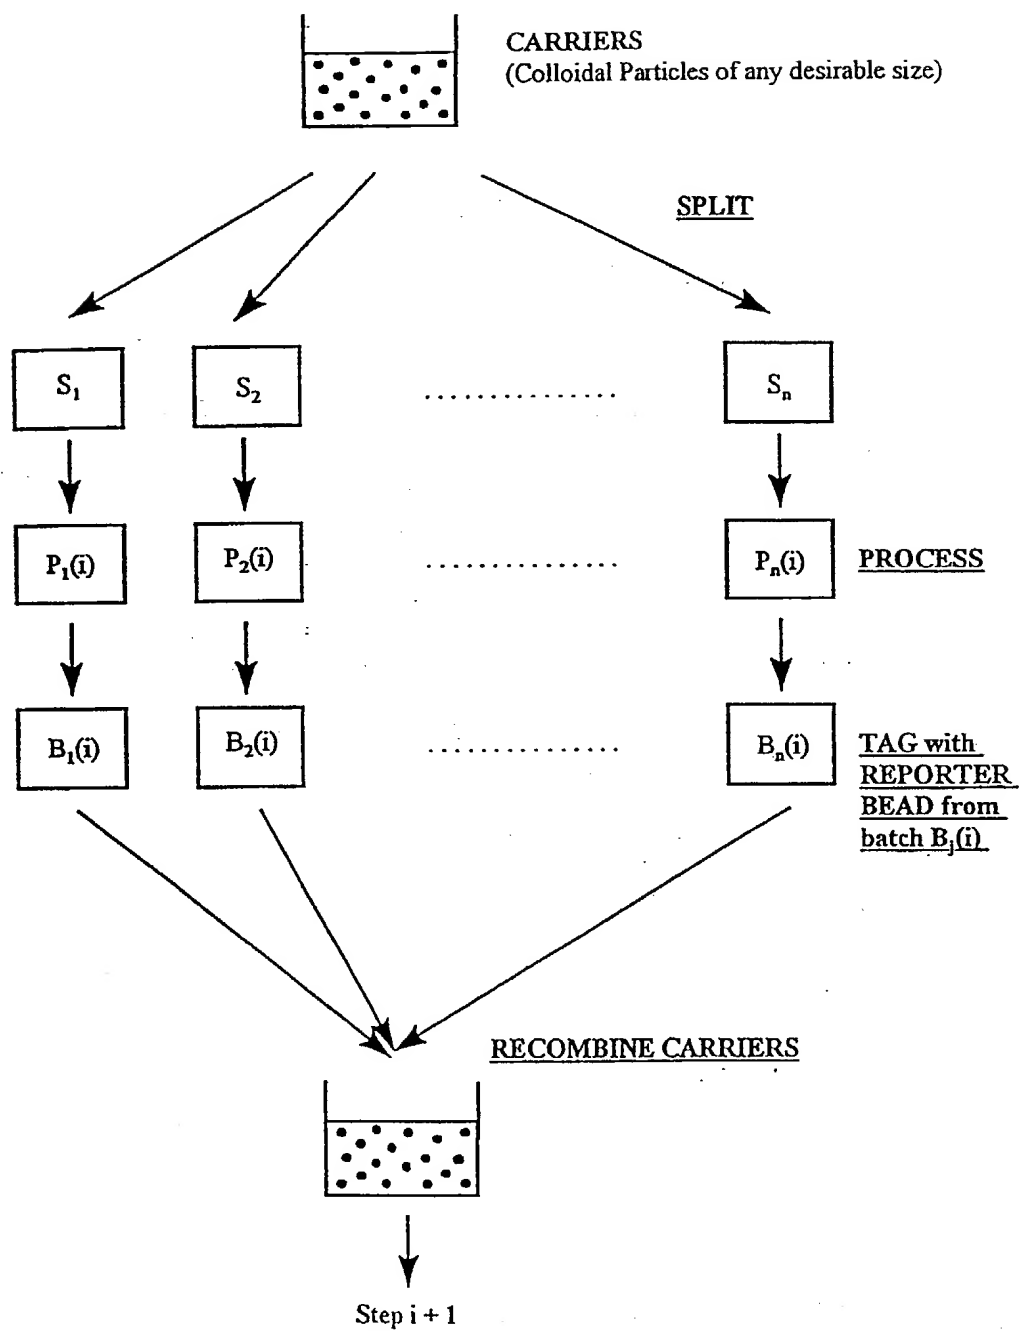 CARRIERS
(Colloidal Particles of any desirable size)
SPLIT
S₁ S₂ .............. Sₙ
P₁(i) P₂(i) .............. Pₙ(i) PROCESS
B₁(i) B₂(i) .............. Bₙ(i) TAG with
REPORTER
BEAD from
batch Bⱼ(i)
RECOMBINE CARRIERS
Step i + 1